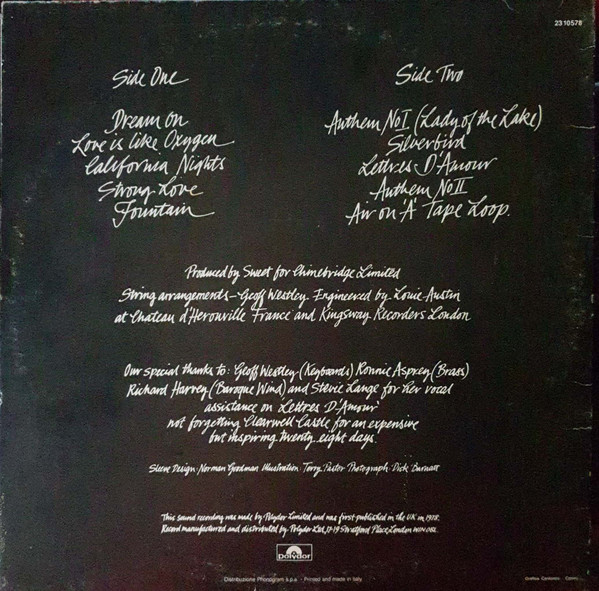 2310578
Side One
Dream on
Love is like Oxygen
California Nights
Strong Love
Fountain
Side Two
Anthem No I (Lady of the Lake)
Silverbird
Lettres D'Amour
Anthem No II
Air on 'A' Tape Loop.
Produced by Sweet for Chinebridge Limited
String arrangements - Geoff Westley. Engineered by Louie Austin
at Chateau d'Herouville France and Kingsway Recorders London
Our special thanks to: Geoff Westley (Keyboards) Ronnie Asprey (Brass)
Richard Harvey (Baroque Wind) and Stevie Lange for her vocal
assistance on Lettres D'Amour
not forgetting Clearwell Castle for an expensive
but inspiring twenty-eight days.
Sleeve Design · Norman Goodman Illustration · Terry Pastor Photograph · Dick Barnatt
This sound recording was made by Polydor Limited and was first published in the UK in 1978.
Record manufactured and distributed by Polydor Ltd, 17-19 Stratford Place, London
polydor
Distribuzione Phonogram s.p.a. - Printed and made in Italy